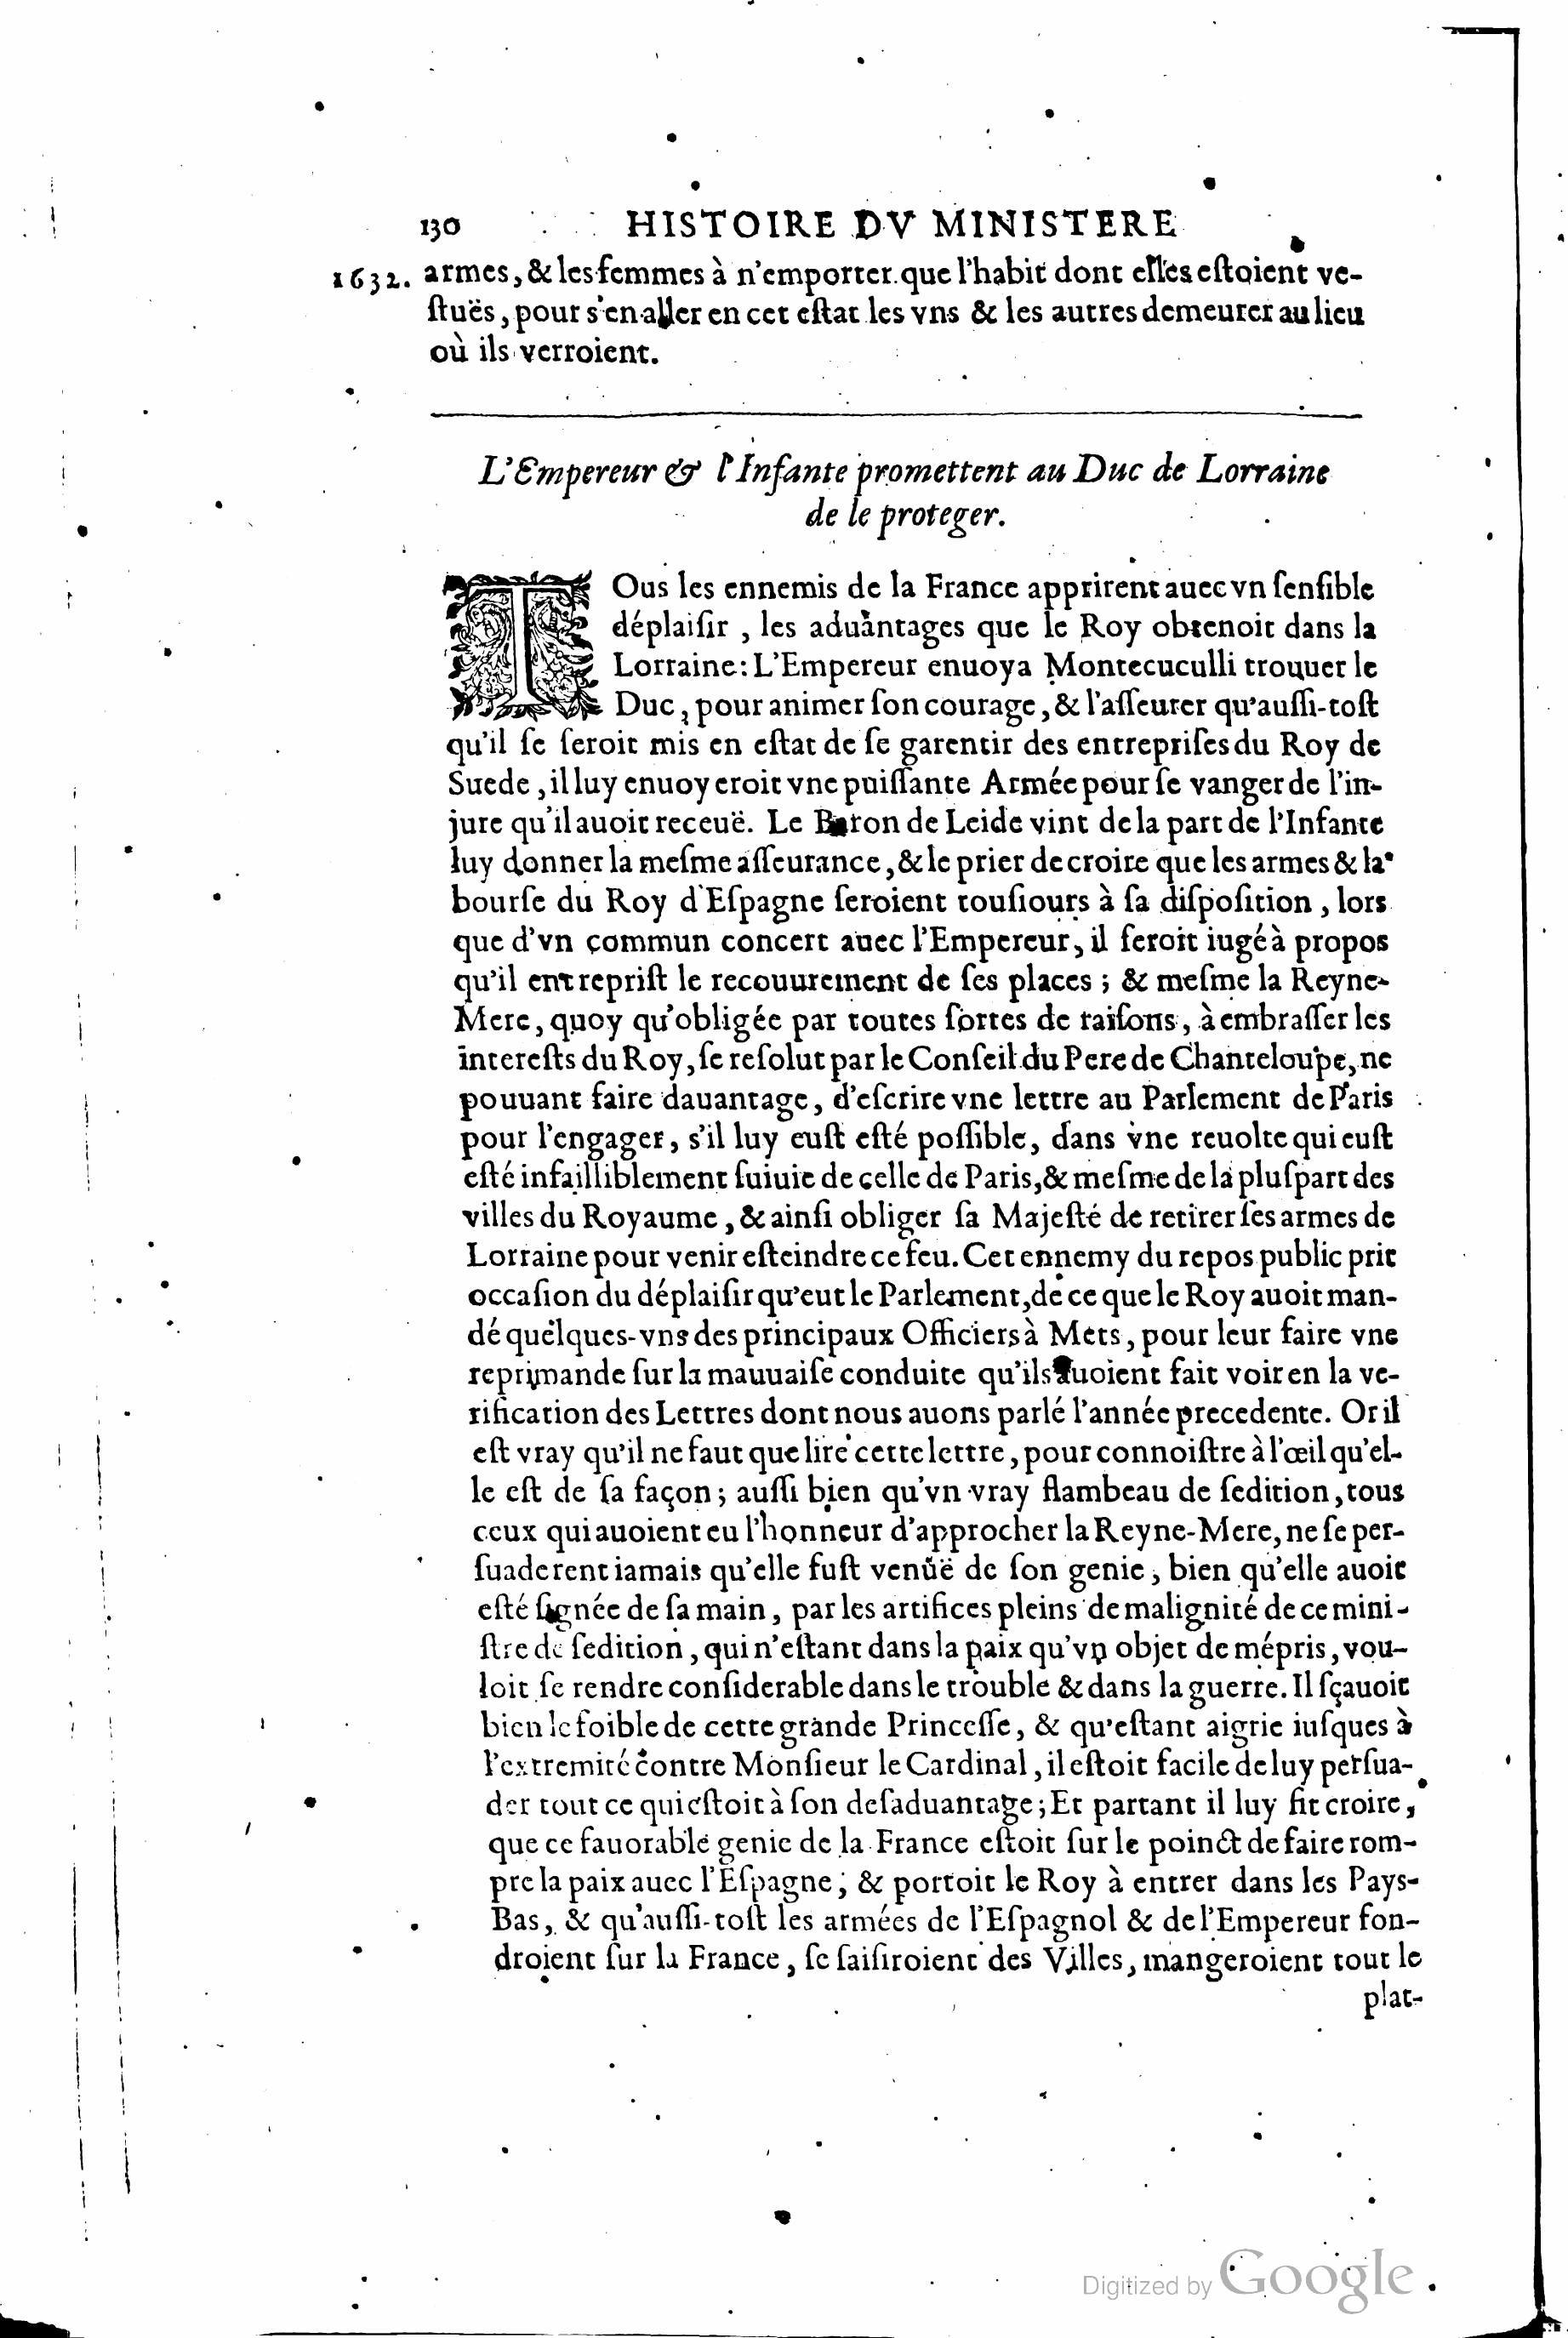 130 HISTOIRE DV MINISTERE
1632. armes, & les femmes à n'emporter que l'habit dont elles eſtoient ve-
ſtuës, pour s'en aller en cet eſtat les vns & les autres demeurer au lieu
où ils verroient.
L'Empereur & l'Infante promettent au Duc de Lorraine
de le proteger.
TOus les ennemis de la France apprirent auec vn ſenſible
déplaiſir, les aduantages que le Roy obtenoit dans la
Lorraine: L'Empereur enuoya Montecuculli trouuer le
Duc, pour animer ſon courage, & l'aſſeurer qu'auſſi-toſt
qu'il ſe ſeroit mis en eſtat de ſe garentir des entrepriſes du Roy de
Suede, il luy enuoyeroit vne puiſſante Armée pour ſe vanger de l'in-
jure qu'il auoit receuë. Le Baron de Leide vint de la part de l'Infante
luy donner la meſme aſſeurance, & le prier de croire que les armes & la
bourſe du Roy d'Eſpagne ſeroient touſiours à ſa diſpoſition, lors
que d'vn commun concert auec l'Empereur, il ſeroit iugé à propos
qu'il entrepriſt le recouurement de ſes places; & meſme la Reyne-
Mere, quoy qu'obligée par toutes ſortes de raiſons, à embraſſer les
intereſts du Roy, ſe reſolut par le Conſeil du Pere de Chanteloupe, ne
pouuant faire dauantage, d'eſcrire vne lettre au Parlement de Paris
pour l'engager, s'il luy euſt eſté poſſible, dans vne reuolte qui euſt
eſté infailliblement ſuiuie de celle de Paris, & meſme de la pluſpart des
villes du Royaume, & ainſi obliger ſa Majeſté de retirer ſes armes de
Lorraine pour venir eſteindre ce feu. Cet ennemy du repos public prit
occaſion du déplaiſir qu'eut le Parlement, de ce que le Roy auoit man-
dé quelques-vns des principaux Officiers à Mets, pour leur faire vne
reprimande ſur la mauuaiſe conduite qu'ils auoient fait voir en la ve-
rification des Lettres dont nous auons parlé l'année precedente. Or il
eſt vray qu'il ne faut que lire cette lettre, pour connoiſtre à l'œil qu'el-
le eſt de ſa façon; auſſi bien qu'vn vray flambeau de ſedition, tous
ceux qui auoient eu l'honneur d'approcher la Reyne-Mere, ne ſe per-
ſuaderent iamais qu'elle fuſt venuë de ſon genie, bien qu'elle auoit
eſté ſignée de ſa main, par les artifices pleins de malignité de ce mini-
ſtre de ſedition, qui n'eſtant dans la paix qu'vn objet de mépris, vou-
loit ſe rendre conſiderable dans le trouble & dans la guerre. Il ſçauoit
bien le foible de cette grande Princeſſe, & qu'eſtant aigrie iuſques à
l'extremité contre Monſieur le Cardinal, il eſtoit facile de luy perſua-
der tout ce qui eſtoit à ſon deſaduantage; Et partant il luy fit croire,
que ce fauorable genie de la France eſtoit ſur le poinct de faire rom-
pre la paix auec l'Eſpagne; & portoit le Roy à entrer dans les Pays-
Bas, & qu'auſſi-toſt les armées de l'Eſpagnol & de l'Empereur fon-
droient ſur la France, ſe ſaiſiroient des Villes, mangeroient tout le
plat-
Digitized by Google